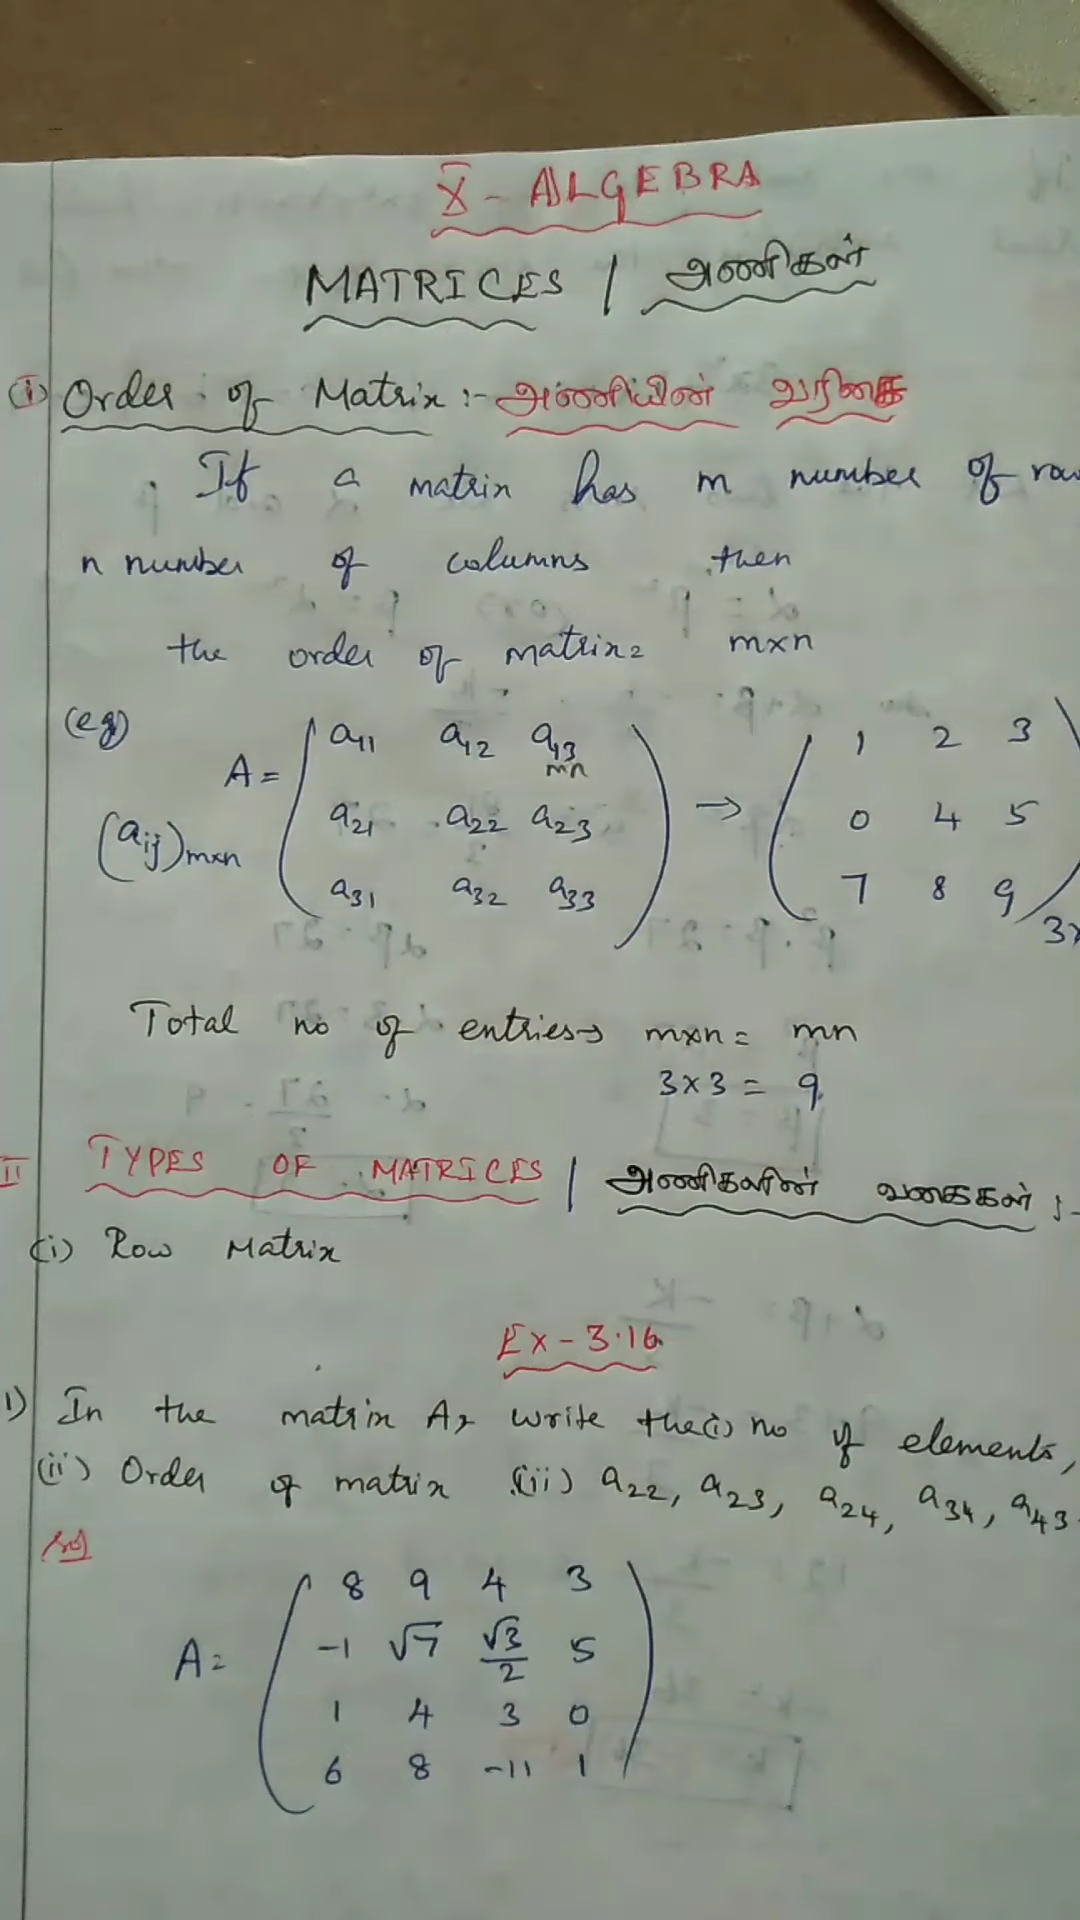 X - ALGEBRA
MATRICES / அணிகள்
(I) Order of Matrix :- அணியின் வரிசை
If a matrix has m number of row
n number of columns then
the order of matrix = m×n
(eg)
A = ( a11 a12 a13
mn
(aij)m×n a21 a22 a23
a31 a32 a33 ) → ( 1 2 3
0 4 5
7 8 9 ) 3×
Total no of entries → m×n = mn
3×3 = 9
II TYPES OF MATRICES / அணிகளின் வகைகள் :-
(i) Row Matrix
Ex - 3.16
1) In the matrix A, write the (i) no of elements,
(ii) Order of matrix (iii) a22, a23, a24, a34, a43
A = ( 8 9 4 3
-1 √7 √3/2 5
1 4 3 0
6 8 -11 1 )